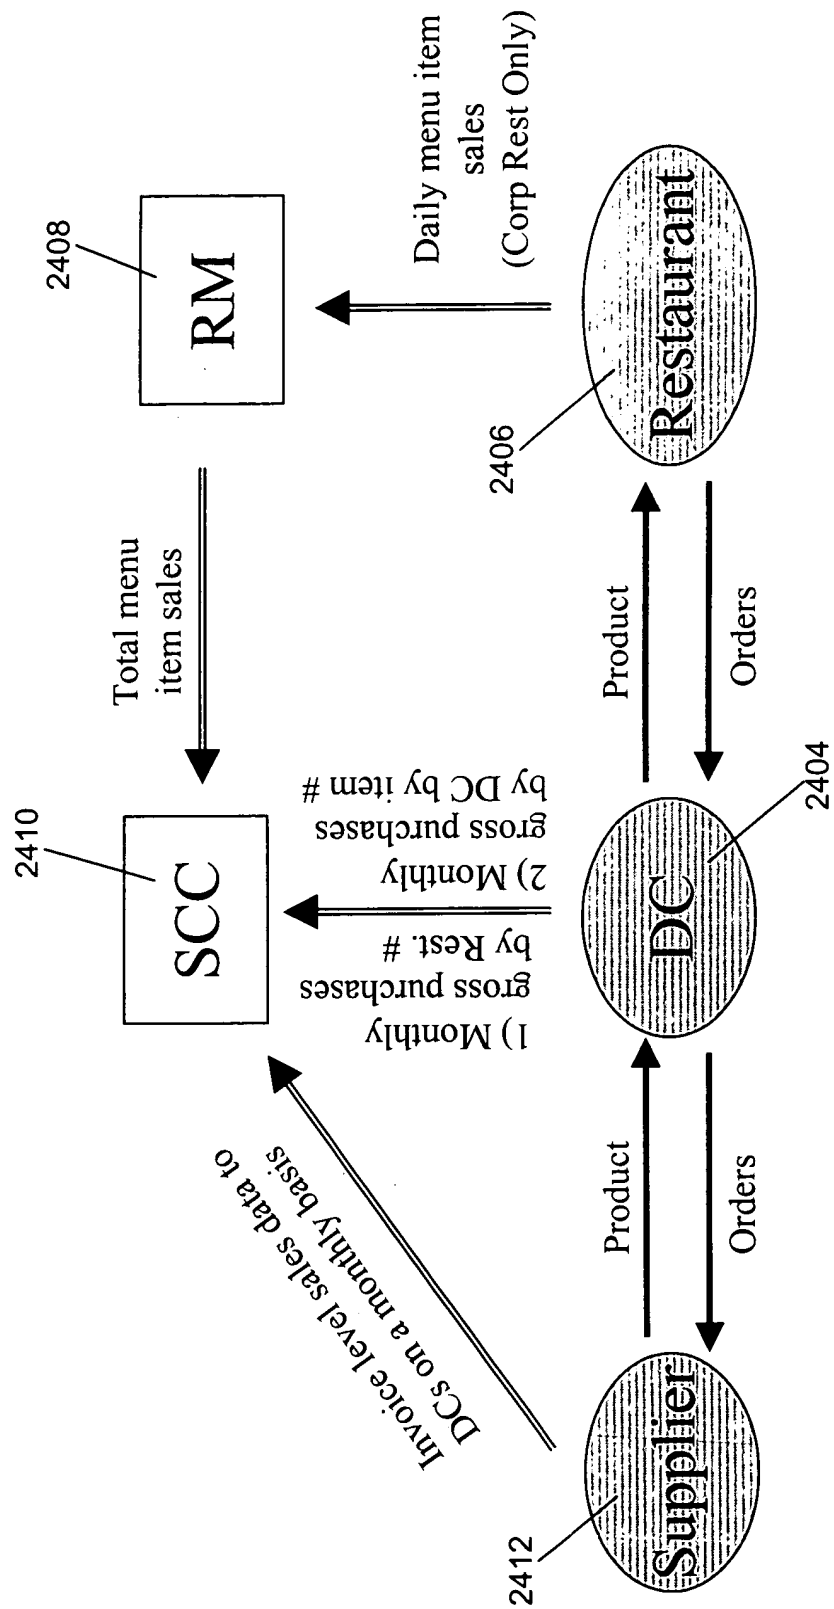 2410
SCC
Total menu
item sales
2408
RM
Invoice level sales data to
DCs on a monthly basis
1) Monthly
gross purchases
by Rest. #
2) Monthly
gross purchases
by DC by item #
Daily menu item
sales
(Corp Rest Only)
2412
Supplier
Product
Orders
DC
2404
Product
Orders
2406
Restaurant